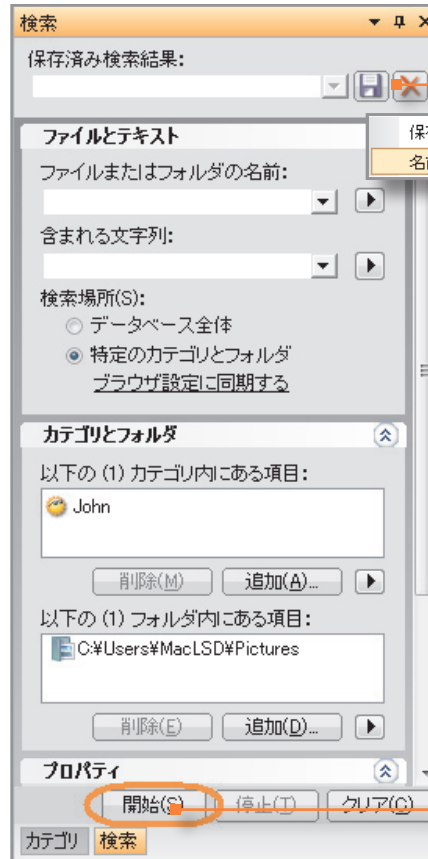 検索
保存済み検索結果:
ファイルとテキスト
ファイルまたはフォルダの名前:
含まれる文字列:
検索場所(S):
データベース全体
特定のカテゴリとフォルダ
ブラウザ設定に同期する
カテゴリとフォルダ
以下の (1) カテゴリ内にある項目:
John
削除(M) 追加(A)...
以下の (1) フォルダ内にある項目:
C:¥Users¥MacLSD¥Pictures
削除(E) 追加(D)...
プロパティ
開始(S) 停止(T) クリア(C)
カテゴリ 検索